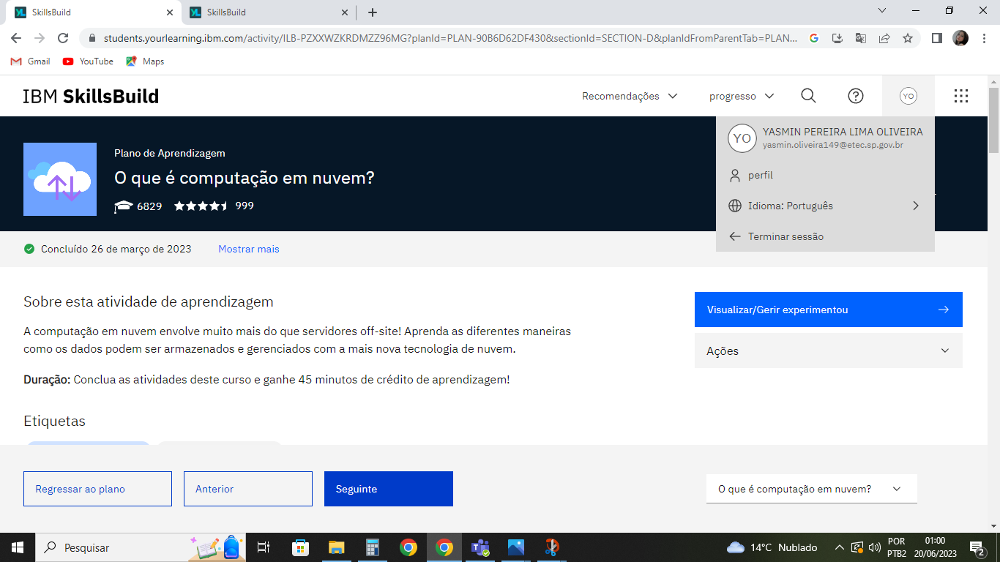 SkillsBuild
SkillsBuild
students.yourlearning.ibm.com/activity/ILB-PZXXWZKRDMZZ96MG?planId=PLAN-90B6D62DF430&sectionId=SECTION-D&planIdFromParentTab=PLAN...
Gmail
YouTube
Maps
IBM SkillsBuild
Recomendações
progresso
YO
YO
YASMIN PEREIRA LIMA OLIVEIRA
yasmin.oliveira149@etec.sp.gov.br
perfil
Idioma: Português
Terminar sessão
Plano de Aprendizagem
O que é computação em nuvem?
6829
999
Concluído 26 de março de 2023
Mostrar mais
Sobre esta atividade de aprendizagem
A computação em nuvem envolve muito mais do que servidores off-site! Aprenda as diferentes maneiras
como os dados podem ser armazenados e gerenciados com a mais nova tecnologia de nuvem.
Duração: Conclua as atividades deste curso e ganhe 45 minutos de crédito de aprendizagem!
Visualizar/Gerir experimentou
Ações
Etiquetas
Regressar ao plano
Anterior
Seguinte
O que é computação em nuvem?
Pesquisar
14°C Nublado
POR
PTB2
01:00
20/06/2023
2